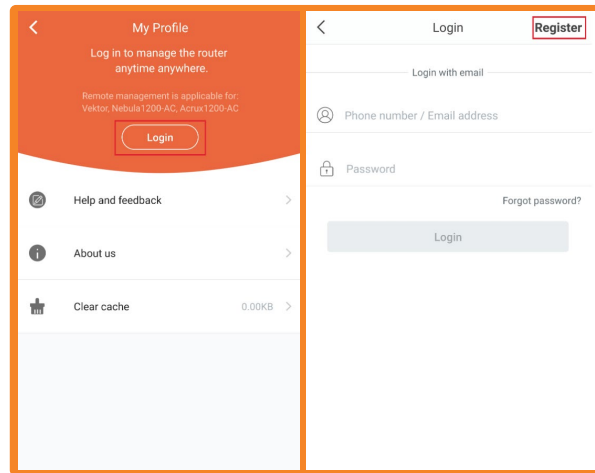 My Profile
Log in to manage the router
anytime anywhere.
Remote management is applicable for:
Vektor, Nebula1200-AC, Acrux1200-AC
Login
Help and feedback
About us
Clear cache
0.00KB
Login
Register
Login with email
Phone number / Email address
Password
Forgot password?
Login